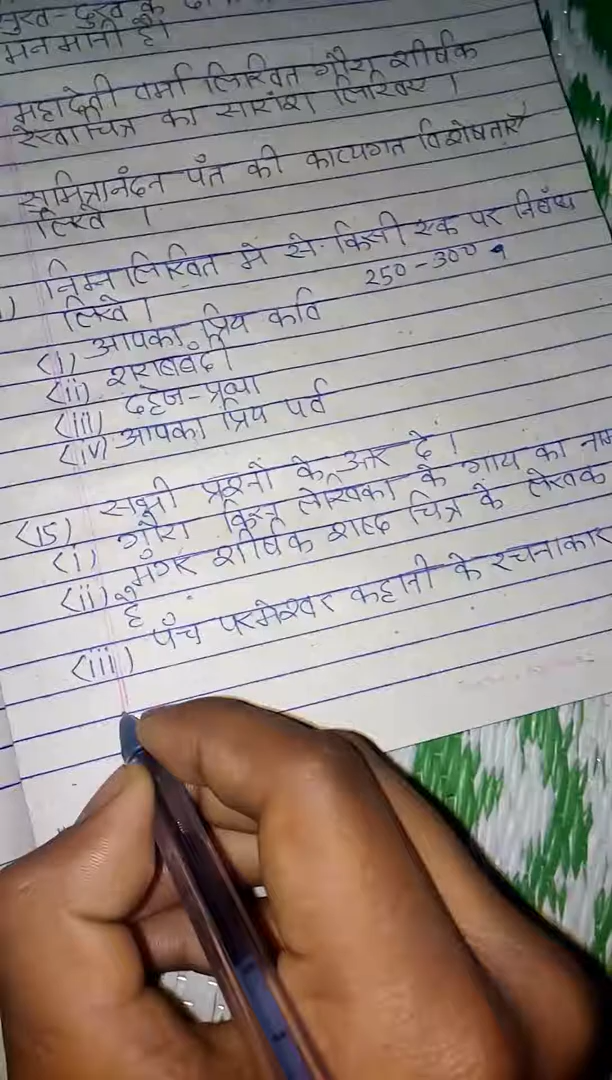 सुख-दुःख के
मनमानी है।
महादेवी वर्मा लिखित गौरा शीर्षक
रेखाचित्र का सारांश लिखिए।
सुमित्रानंदन पंत की काव्यगत विशेषताएँ
लिखें।
निम्न लिखित में से किसी एक पर निबंध
लिखें। 250-300
(i) आपका प्रिय कवि
(ii) शराबबंदी
(iii) दहेज-प्रथा
(iv) आपका प्रिय पर्व
(15) सभी प्रश्नों के उत्तर दें।
(i) गौरा किस लेखिका के गाय का नाम
(ii) मंगर शीर्षक शब्द चित्र के लेखक
है
(iii) पंच परमेश्वर कहानी के रचनाकार